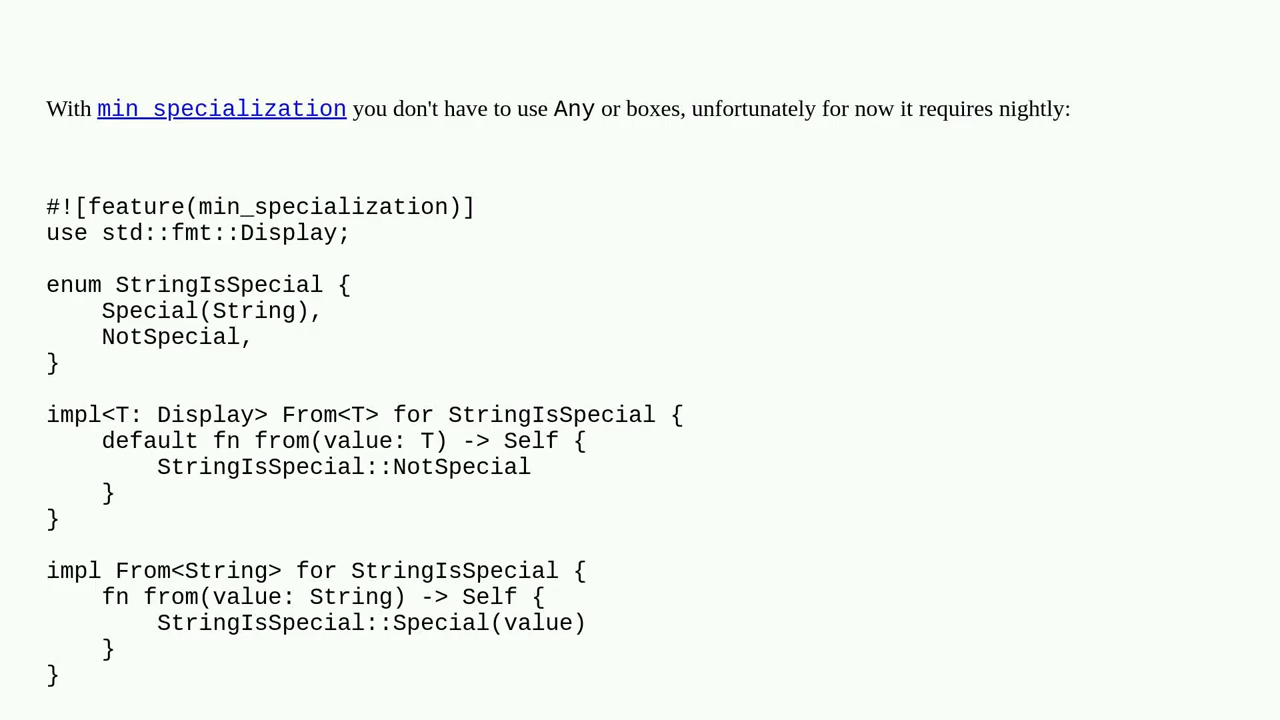 With min_specialization you don't have to use Any or boxes, unfortunately for now it requires nightly:
#![feature(min_specialization)]
use std::fmt::Display;
enum StringIsSpecial {
    Special(String),
    NotSpecial,
}
impl<T: Display> From<T> for StringIsSpecial {
    default fn from(value: T) -> Self {
        StringIsSpecial::NotSpecial
    }
}
impl From<String> for StringIsSpecial {
    fn from(value: String) -> Self {
        StringIsSpecial::Special(value)
    }
}